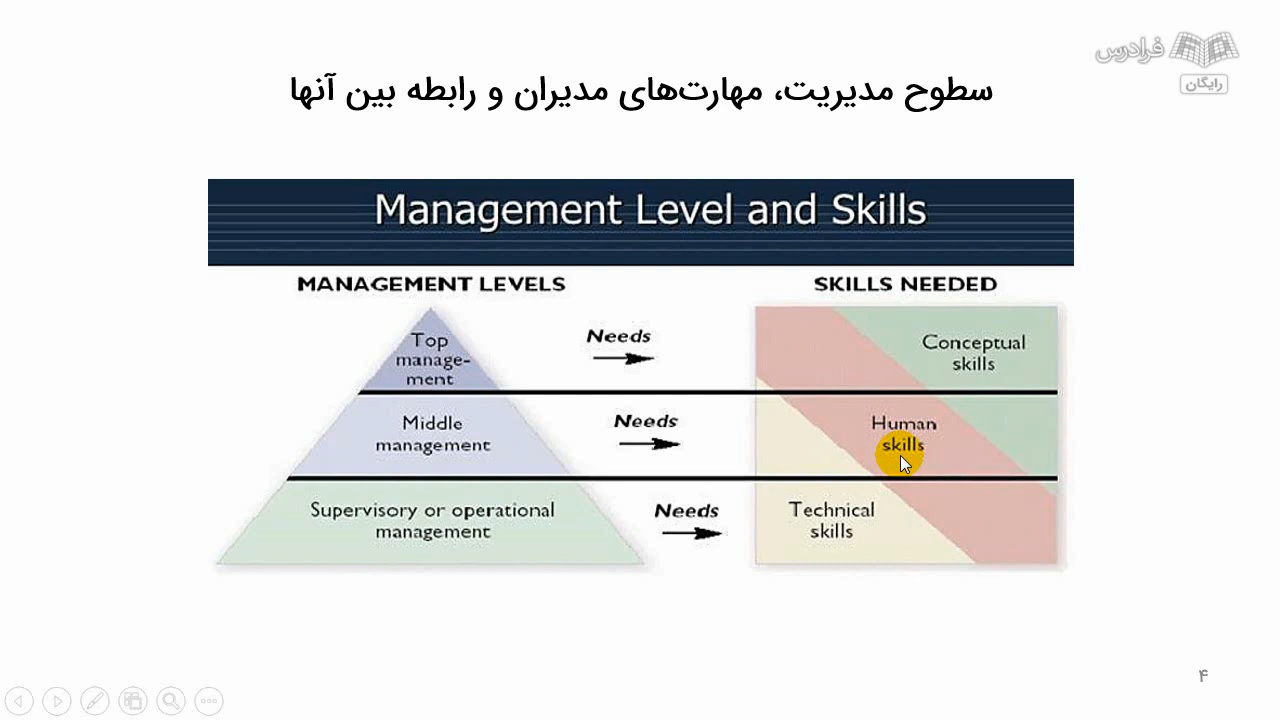 فرادرس
رایگان
سطوح مدیریت، مهارت‌های مدیران و رابطه بین آنها
Management Level and Skills
MANAGEMENT LEVELS
SKILLS NEEDED
Top
manage-
ment
Needs
Conceptual
skills
Middle
management
Needs
Human
skills
Supervisory or operational
management
Needs
Technical
skills
۴